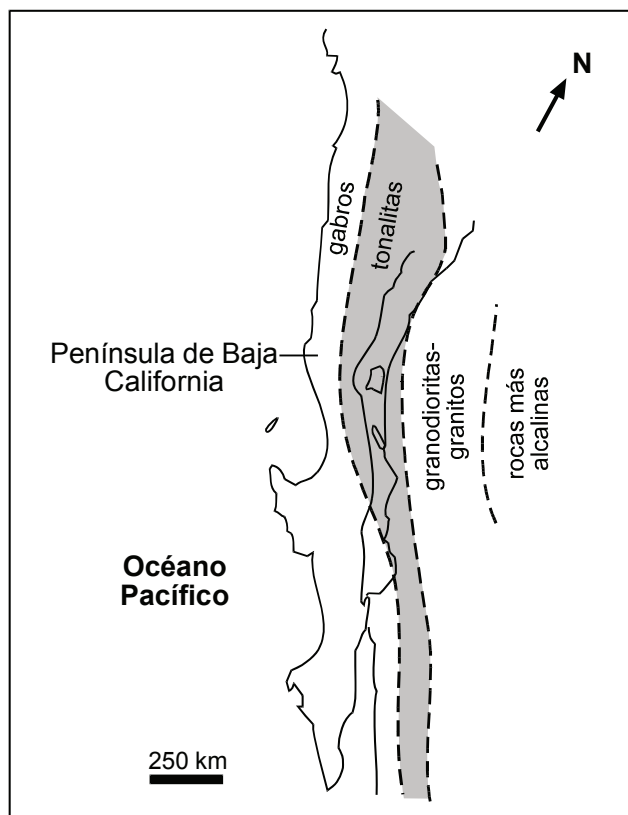 N
gabros
tonalitas
Península de Baja
California
granodioritas-
granitos
rocas más
alcalinas
Océano
Pacífico
250 km